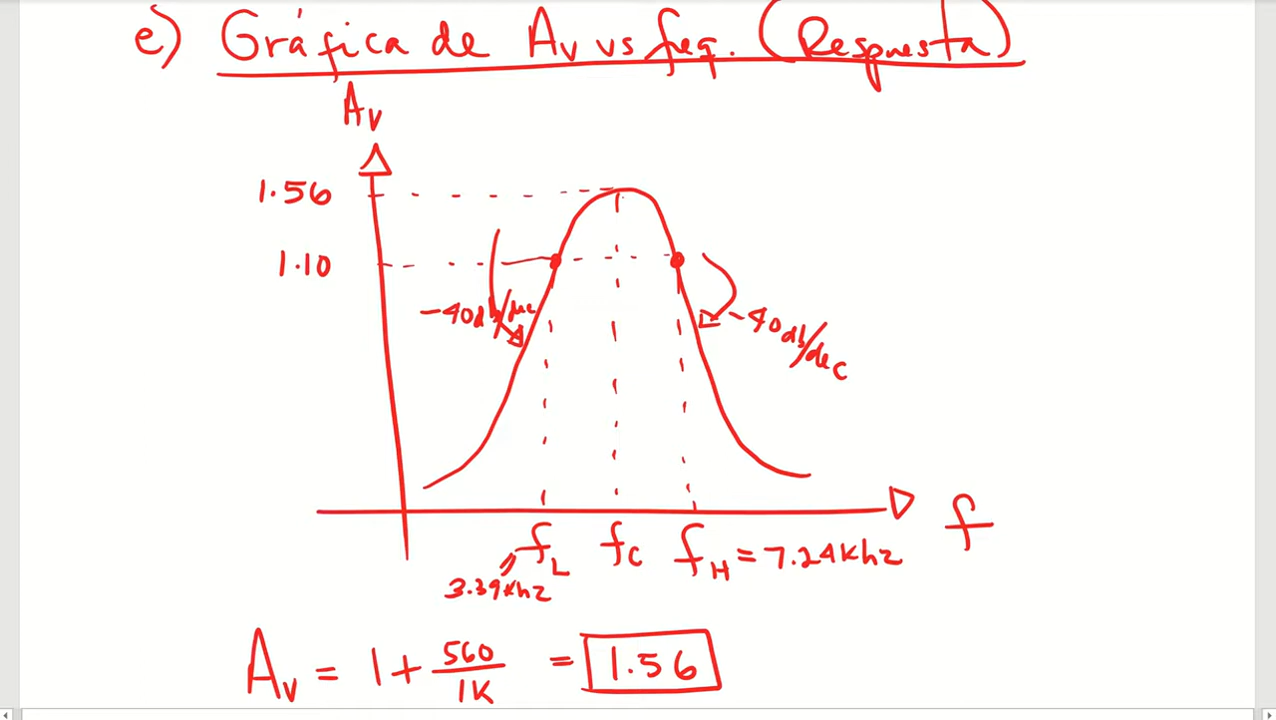 e) Gráfica de Av vs freq. (Respuesta)
Av
1.56
1.10
-40db/dec
-40db/dec
fL fC fH = 7.24Khz
f
3.39Khz
Av = 1 + 560/1K = 1.56